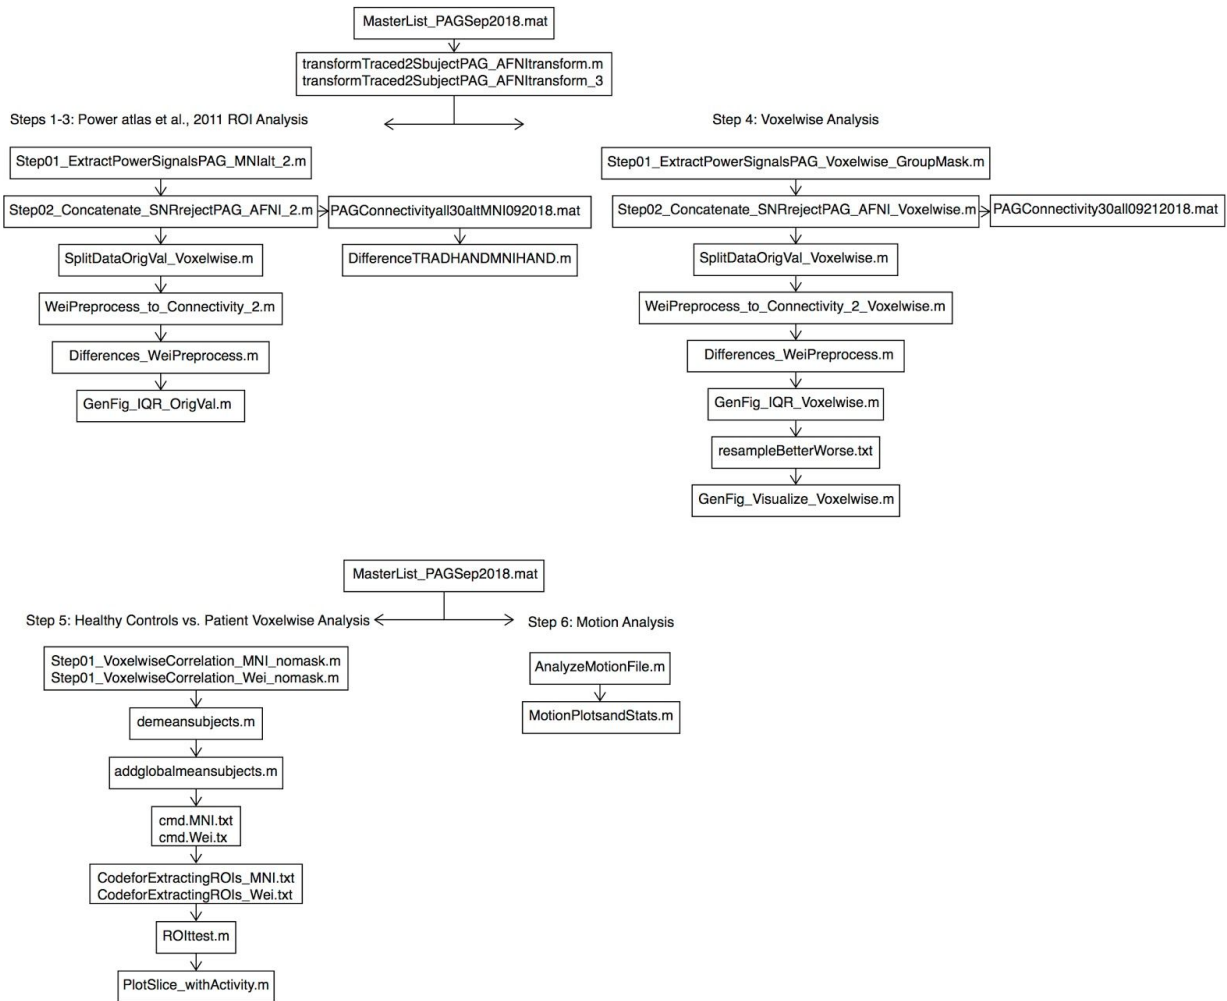 MasterList_PAGSep2018.mat
transformTraced2SbujectPAG_AFNItransform.m
transformTraced2SubjectPAG_AFNItransform_3
Steps 1-3: Power atlas et al., 2011 ROI Analysis
Step01_ExtractPowerSignalsPAG_MNIalt_2.m
Step02_Concatenate_SNRrejectPAG_AFNI_2.m
PAGConnectivityall30altMNI092018.mat
SplitDataOrigVal_Voxelwise.m
DifferenceTRADHANDMNIHAND.m
WeiPreprocess_to_Connectivity_2.m
Differences_WeiPreprocess.m
GenFig_IQR_OrigVal.m
Step 4: Voxelwise Analysis
Step01_ExtractPowerSignalsPAG_Voxelwise_GroupMask.m
Step02_Concatenate_SNRrejectPAG_AFNI_Voxelwise.m
PAGConnectivity30all09212018.mat
SplitDataOrigVal_Voxelwise.m
WeiPreprocess_to_Connectivity_2_Voxelwise.m
Differences_WeiPreprocess.m
GenFig_IQR_Voxelwise.m
resampleBetterWorse.txt
GenFig_Visualize_Voxelwise.m
MasterList_PAGSep2018.mat
Step 5: Healthy Controls vs. Patient Voxelwise Analysis
Step01_VoxelwiseCorrelation_MNI_nomask.m
Step01_VoxelwiseCorrelation_Wei_nomask.m
demeansubjects.m
addglobalmeansubjects.m
cmd.MNI.txt
cmd.Wei.tx
CodeforExtractingROIs_MNI.txt
CodeforExtractingROIs_Wei.txt
ROIttest.m
PlotSlice_withActivity.m
Step 6: Motion Analysis
AnalyzeMotionFile.m
MotionPlotsandStats.m